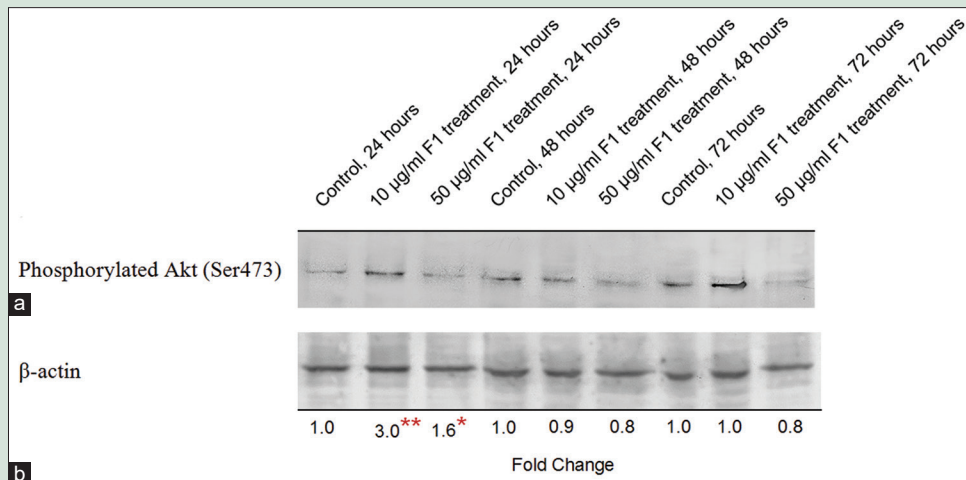 Control, 24 hours
10 µg/ml F1 treatment, 24 hours
50 µg/ml F1 treatment, 24 hours
Control, 48 hours
10 µg/ml F1 treatment, 48 hours
50 µg/ml F1 treatment, 48 hours
Control, 72 hours
10 µg/ml F1 treatment, 72 hours
50 µg/ml F1 treatment, 72 hours
Phosphorylated Akt (Ser473)
a
β-actin
1.0 3.0** 1.6* 1.0 0.9 0.8 1.0 1.0 0.8
Fold Change
b